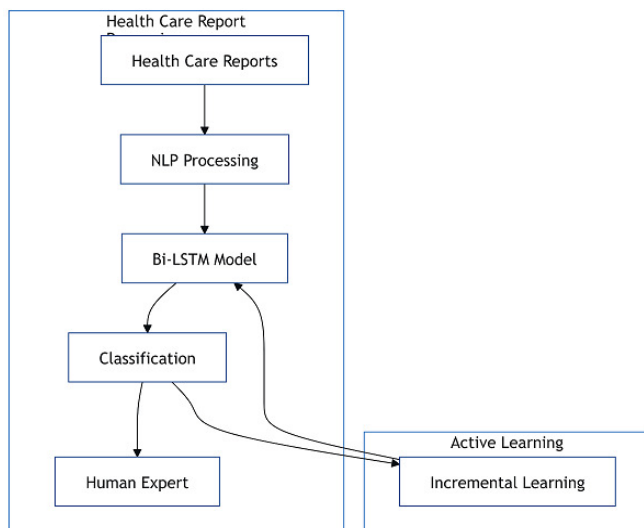 Health Care Report
Health Care Reports
NLP Processing
Bi-LSTM Model
Classification
Active Learning
Human Expert
Incremental Learning